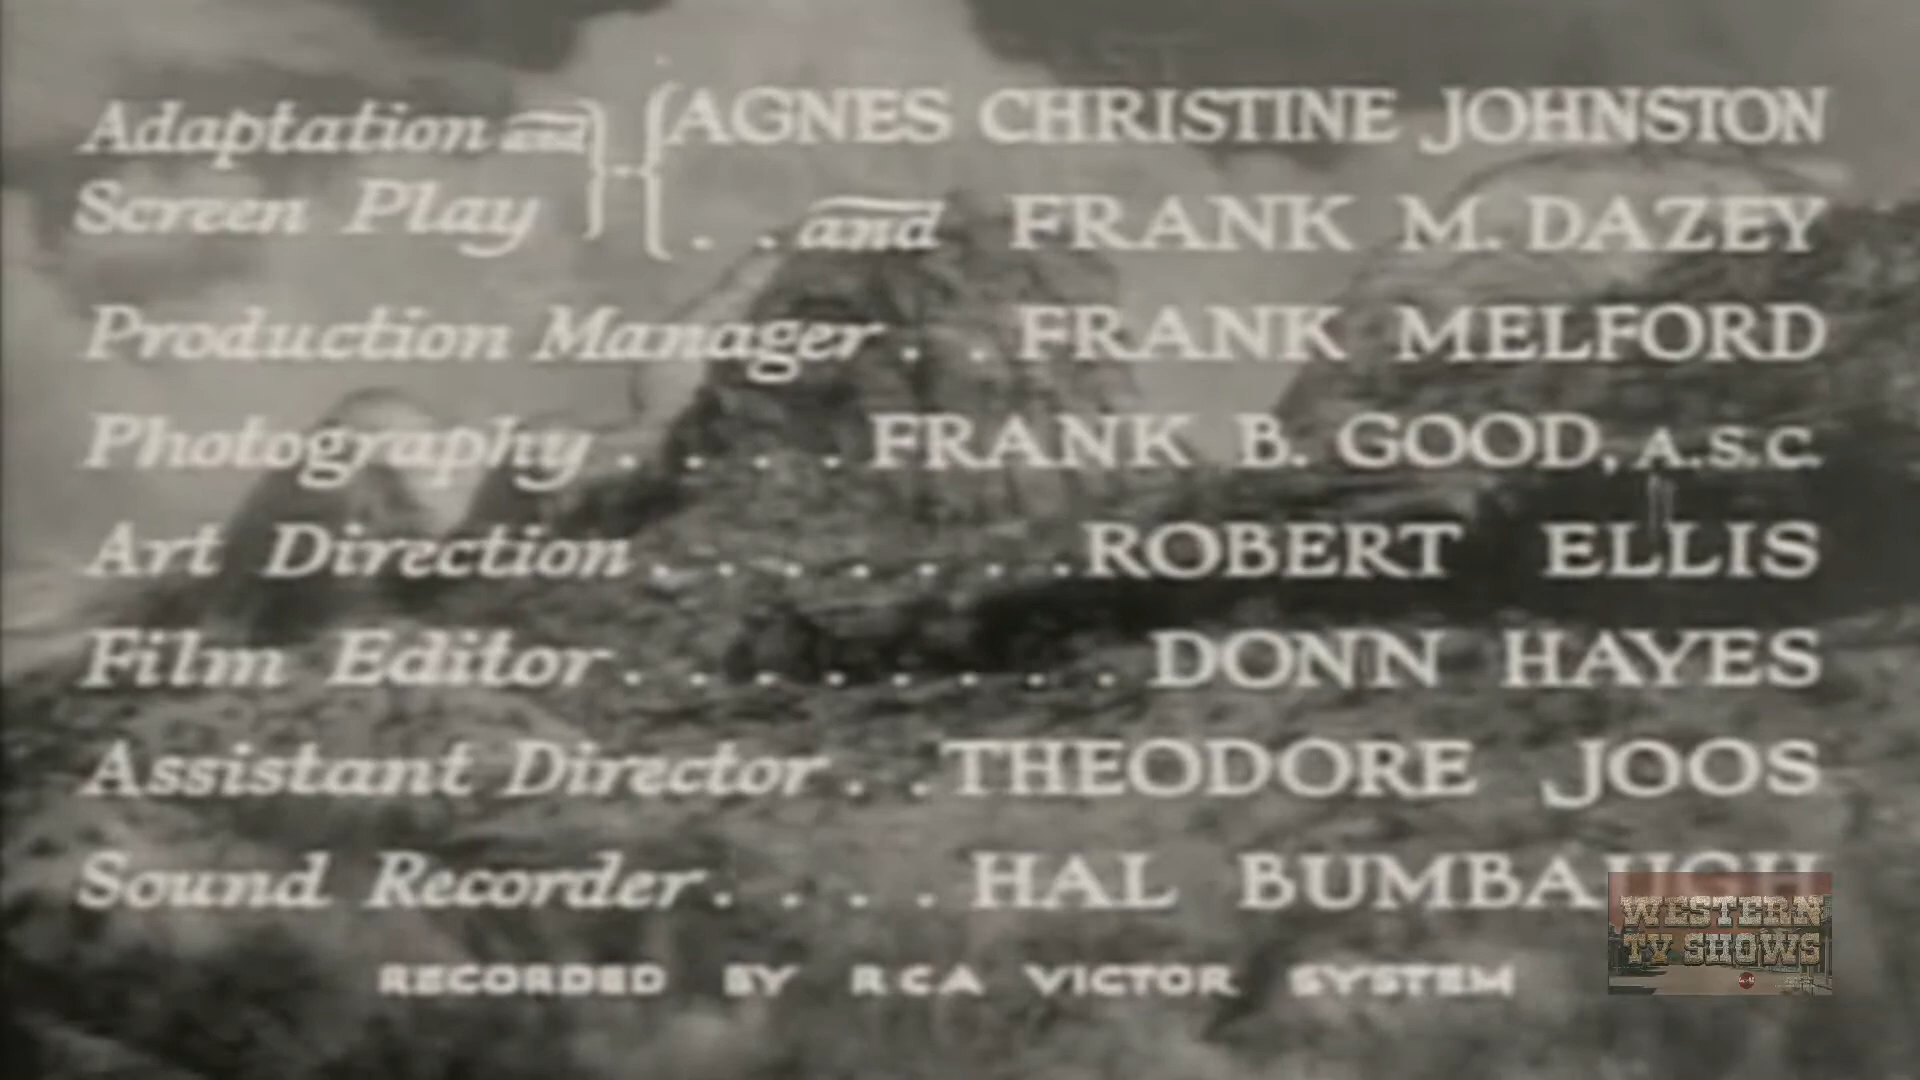 Adaptation and } - { AGNES CHRISTINE JOHNSTON
Screen Play . . and FRANK M. DAZEY
Production Manager . . FRANK MELFORD
Photography . . . . FRANK B. GOOD, A.S.C.
Art Direction . . . . . . . ROBERT ELLIS
Film Editor . . . . . . . . DONN HAYES
Assistant Director . . THEODORE JOOS
Sound Recorder . . . . HAL BUMBAUGH
RECORDED BY RCA VICTOR SYSTEM
WESTERN
TV SHOWS